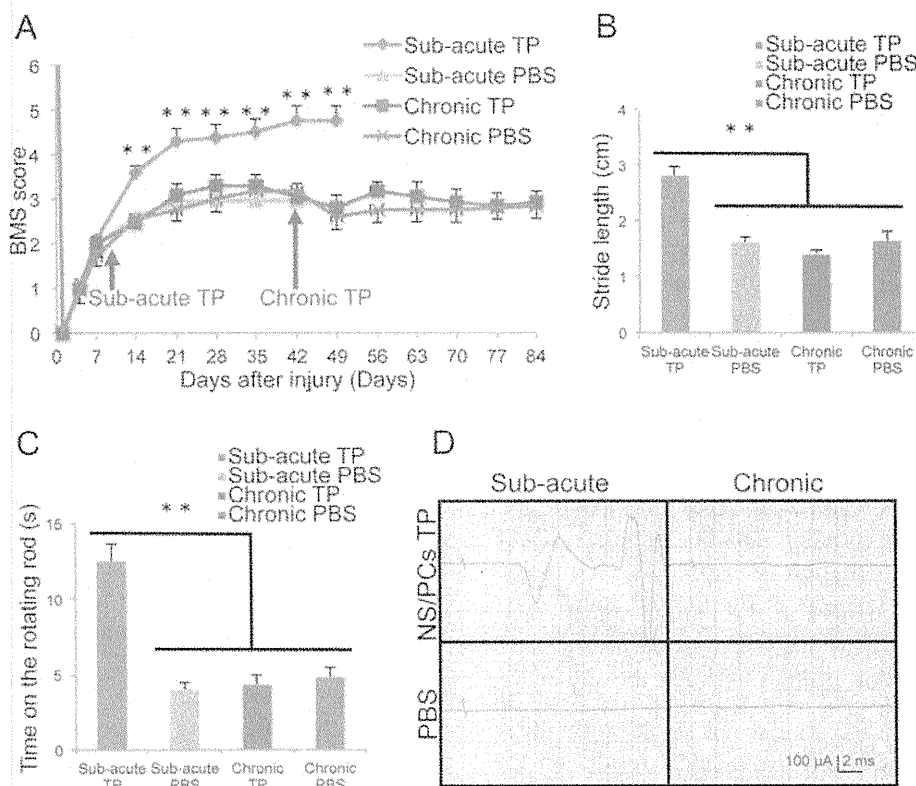 A
Sub-acute TP
Sub-acute PBS
Chronic TP
Chronic PBS
BMS score
6
5
4
3
2
1
0
** ** ** ** ** **
Sub-acute TP
Chronic TP
0 7 14 21 28 35 42 49 56 63 70 77 84
Days after injury (Days)
B
Sub-acute TP
Sub-acute PBS
Chronic TP
Chronic PBS
Stride length (cm)
4
3
2
1
0
**
Sub-acute TP
Sub-acute PBS
Chronic TP
Chronic PBS
C
Sub-acute TP
Sub-acute PBS
Chronic TP
Chronic PBS
Time on the rotating rod (s)
15
10
5
0
**
Sub-acute TP
Sub-acute PBS
Chronic TP
Chronic PBS
D
Sub-acute
Chronic
NS/PCs TP
PBS
100 μA 2 ms